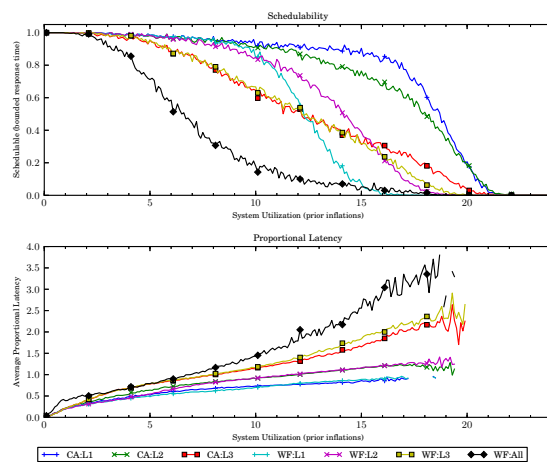 Schedulability
Schedulable (bounded response time)
1.0
0.8
0.6
0.4
0.2
0.0
0 5 10 15 20
System Utilization (prior inflations)
Proportional Latency
Average Proportional Latency
4.0
3.5
3.0
2.5
2.0
1.5
1.0
0.5
0.0
0 5 10 15 20
System Utilization (prior inflations)
CA:L1 CA:L2 CA:L3 WF:L1 WF:L2 WF:L3 WF:All